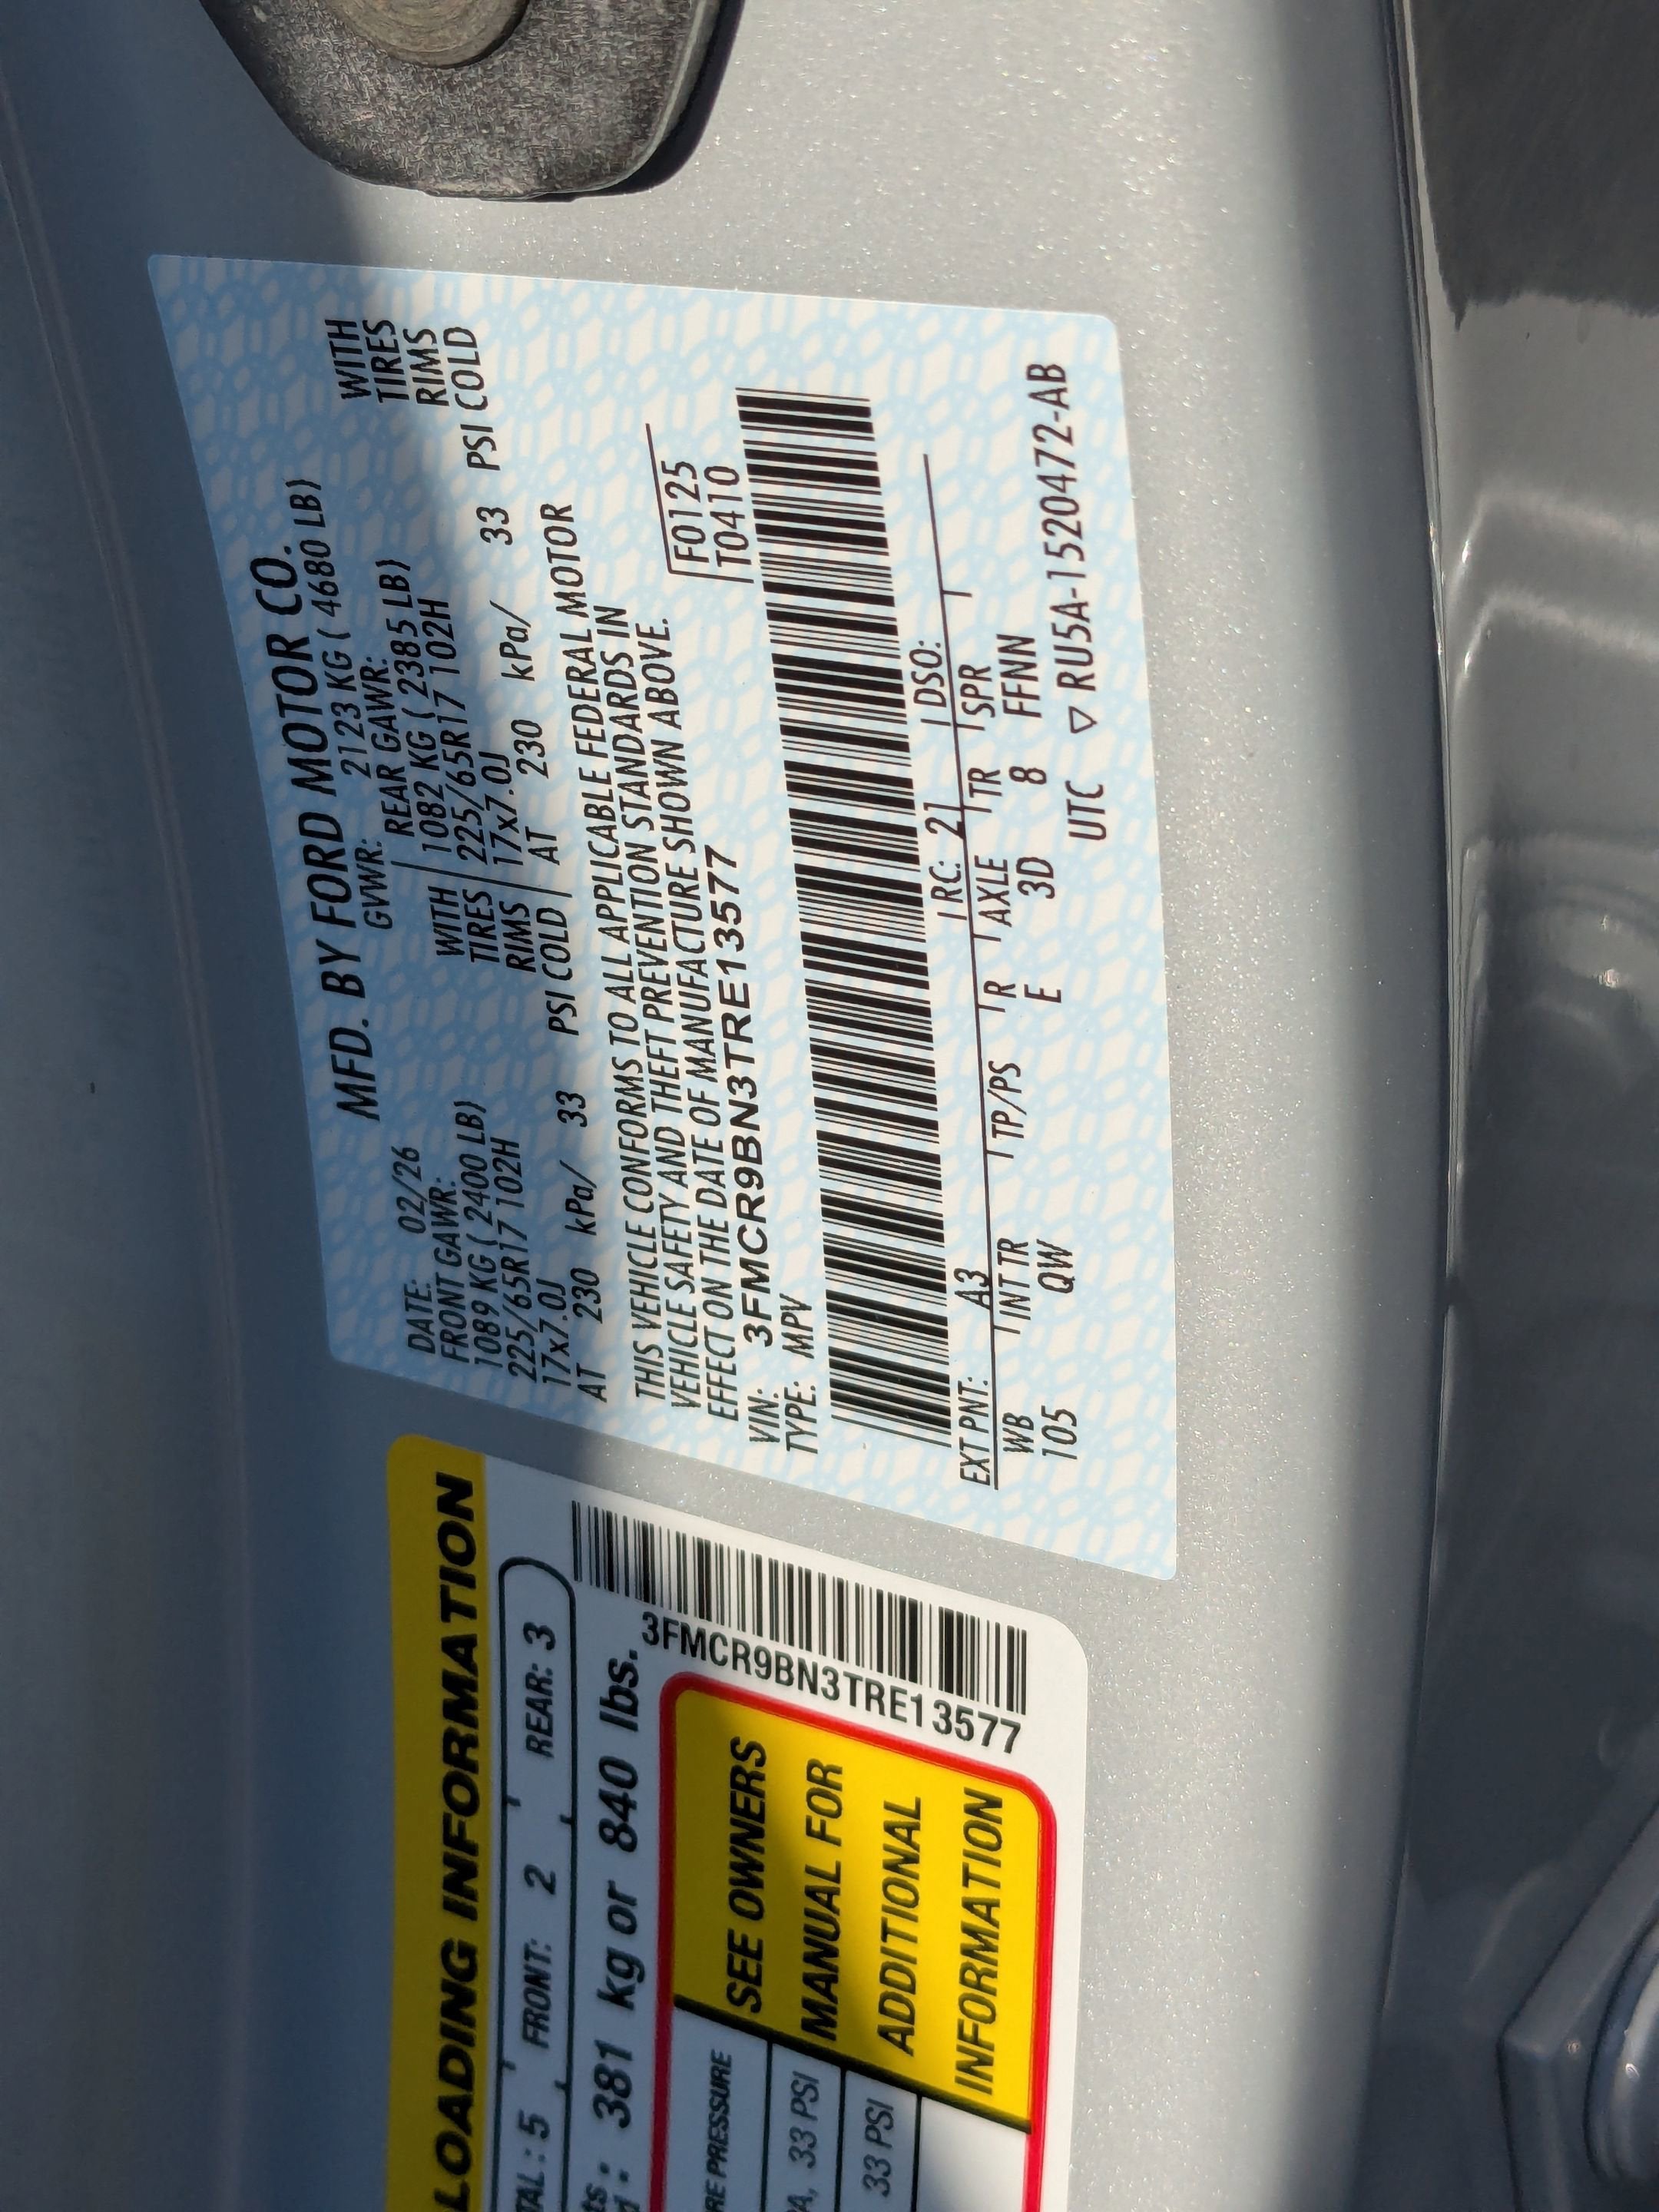 MFD. BY FORD MOTOR CO.
DATE: 02/26 GVWR: 2123 KG ( 4680 LB)
FRONT GAWR: REAR GAWR:
1089 KG ( 2400 LB) WITH 1082 KG ( 2385 LB) WITH
225/65R17 102H TIRES 225/65R17 102H TIRES
17x7.0J RIMS 17x7.0J RIMS
AT 230 kPa/ 33 PSI COLD AT 230 kPa/ 33 PSI COLD
THIS VEHICLE CONFORMS TO ALL APPLICABLE FEDERAL MOTOR
VEHICLE SAFETY AND THEFT PREVENTION STANDARDS IN
EFFECT ON THE DATE OF MANUFACTURE SHOWN ABOVE.
VIN: 3FMCR9BN3TRE13577 F0125
TYPE: MPV T0410
EXT PNT: A3 RC: 21 DSO:
WB INT TR TP/PS R AXLE TR SPR
105 QW E 3D 8 FFNN
UTC ▽ RU5A-1520472-AB
LOADING INFORMATION
: 5 FRONT: 2 REAR: 3
: 381 kg or 840 lbs.
3FMCR9BN3TRE13577
PRESSURE
33 PSI
33 PSI
SEE OWNERS
MANUAL FOR
ADDITIONAL
INFORMATION